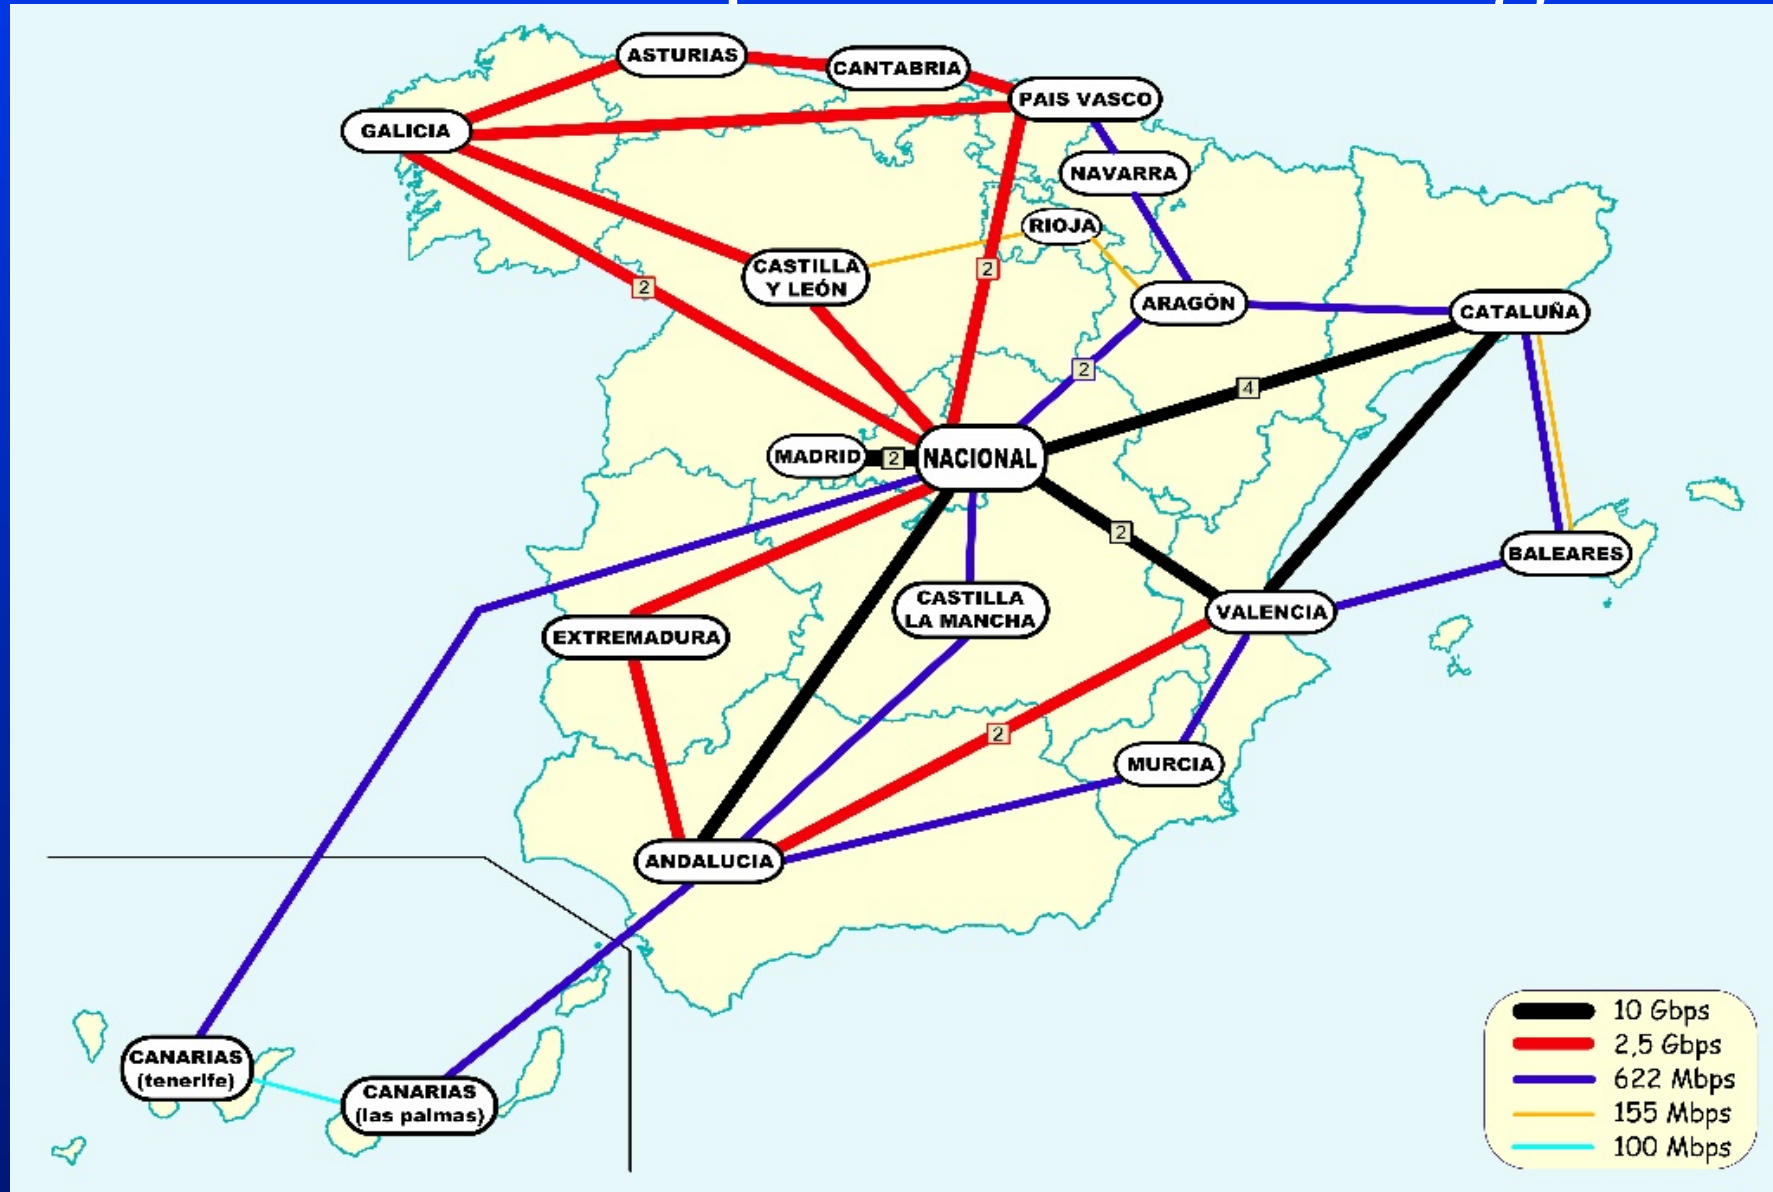 ASTURIAS
CANTABRIA
PAIS VASCO
GALICIA
NAVARRA
RIOJA
CASTILLA
Y LEÓN
2
2
ARAGÓN
CATALUÑA
2
4
MADRID
2
NACIONAL
2
BALEARES
CASTILLA
LA MANCHA
VALENCIA
EXTREMADURA
2
MURCIA
ANDALUCIA
CANARIAS
(tenerife)
CANARIAS
(las palmas)
10 Gbps
2,5 Gbps
622 Mbps
155 Mbps
100 Mbps